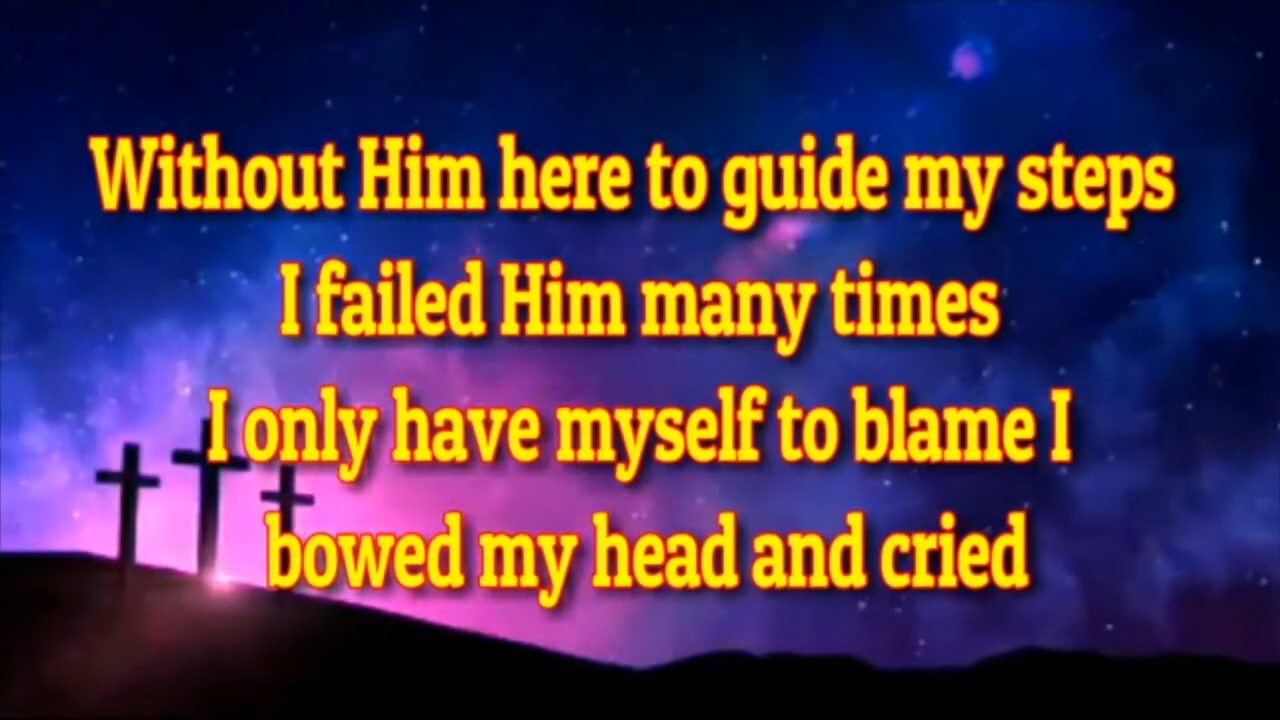 Without Him here to guide my steps
I failed Him many times
I only have myself to blame I
bowed my head and cried